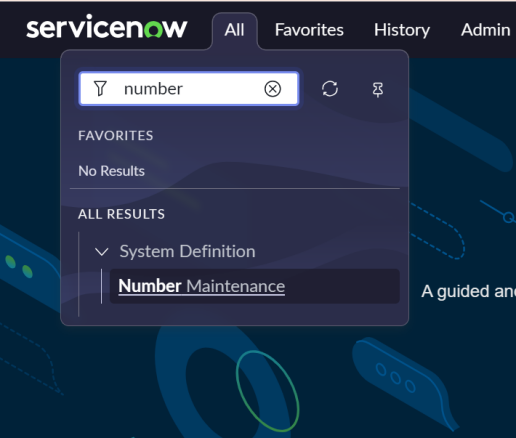 servicenow All Favorites History Admin
number
FAVORITES
No Results
ALL RESULTS
System Definition
Number Maintenance
A guided and